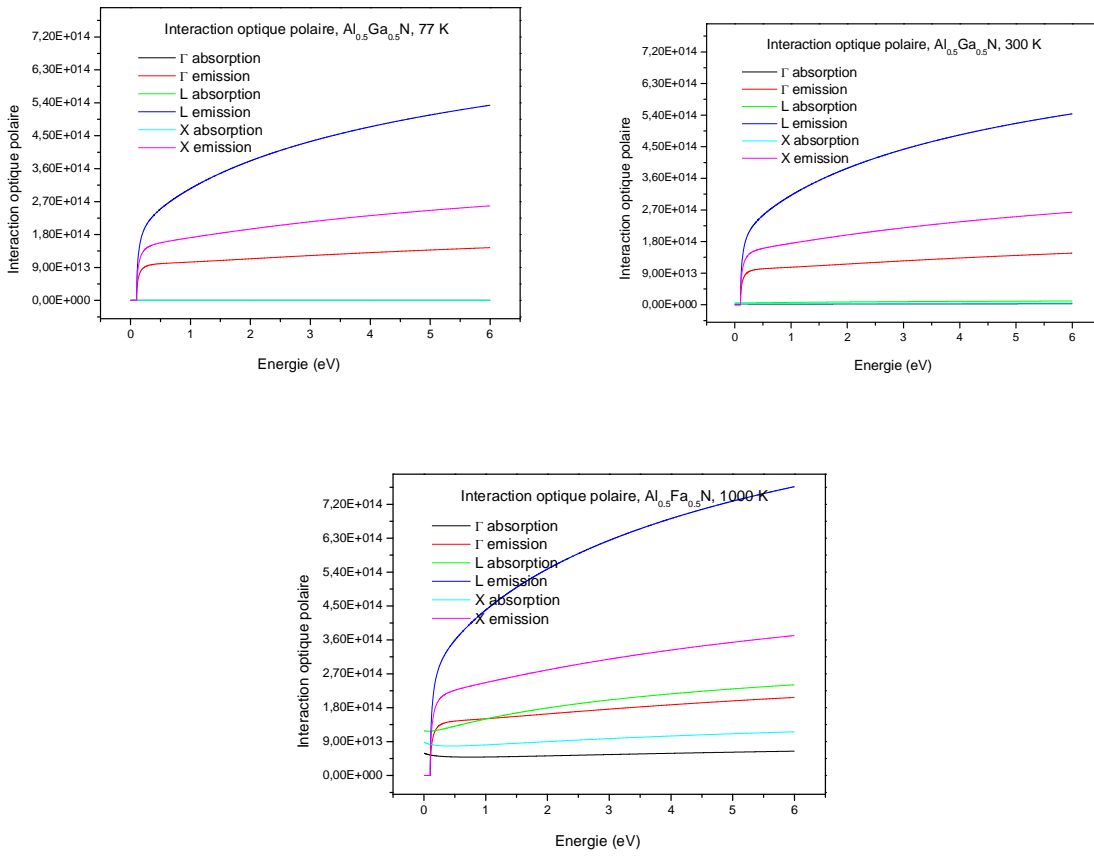 Interaction optique polaire, Al0.5Ga0.5N, 77 K
Γ absorption
Γ emission
L absorption
L emission
X absorption
X emission
7,20E+014
6,30E+014
5,40E+014
4,50E+014
3,60E+014
2,70E+014
1,80E+014
9,00E+013
0,00E+000
Interaction optique polaire
0 1 2 3 4 5 6
Energie (eV)
Interaction optique polaire, Al0.5Ga0.5N, 300 K
Γ absorption
Γ emission
L absorption
L emission
X absorption
X emission
7,20E+014
6,30E+014
5,40E+014
4,50E+014
3,60E+014
2,70E+014
1,80E+014
9,00E+013
0,00E+000
Interaction optique polaire
0 1 2 3 4 5 6
Energie (eV)
Interaction optique polaire, Al0.5Fa0.5N, 1000 K
Γ absorption
Γ emission
L absorption
L emission
X absorption
X emission
7,20E+014
6,30E+014
5,40E+014
4,50E+014
3,60E+014
2,70E+014
1,80E+014
9,00E+013
0,00E+000
Interaction optique polaire
0 1 2 3 4 5 6
Energie (eV)